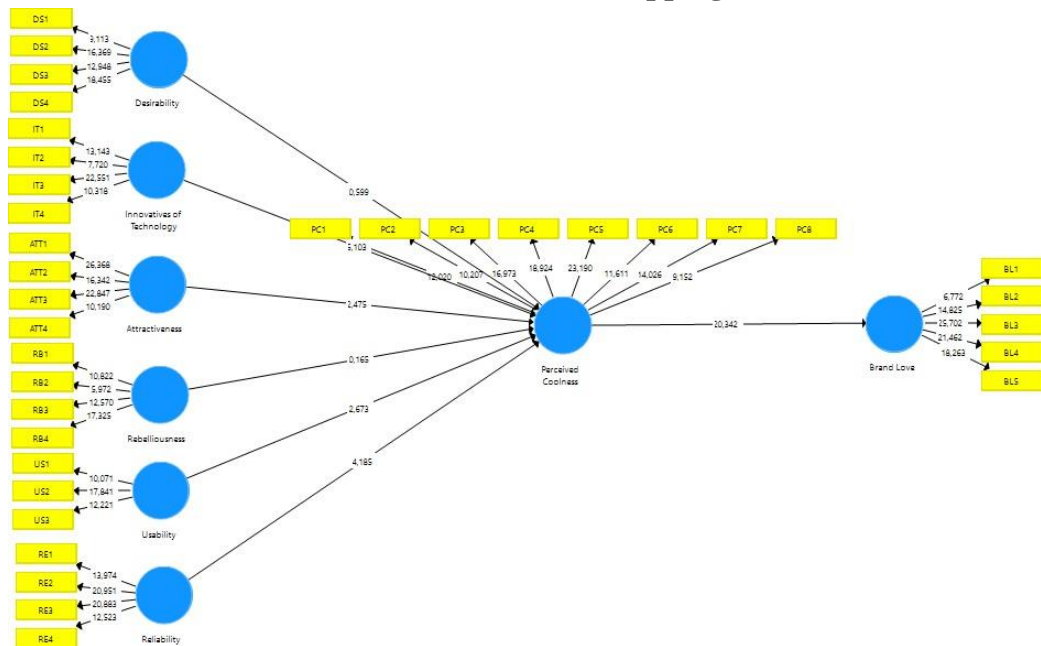 DS1
DS2
DS3
DS4
16,369
12,948
18,455
Desirability
IT1
IT2
IT3
IT4
13,143
7,720
22,551
10,318
Innovatives of
Technology
ATT1
ATT2
ATT3
ATT4
26,368
16,342
22,847
10,190
Attractiveness
RB1
RB2
RB3
RB4
10,822
5,972
12,570
17,325
Rebelliousness
US1
US2
US3
10,071
17,841
12,221
Usability
RE1
RE2
RE3
RE4
13,974
20,951
20,883
12,523
Reliability
0,599
2,475
0,165
2,673
4,185
PC1
PC2
PC3
PC4
PC5
PC6
PC7
PC8
12,020
10,207
16,973
18,924
23,190
11,611
14,026
9,152
Perceived
Coolness
20,342
Brand Love
6,772
14,825
25,702
21,462
18,263
BL1
BL2
BL3
BL4
BL5